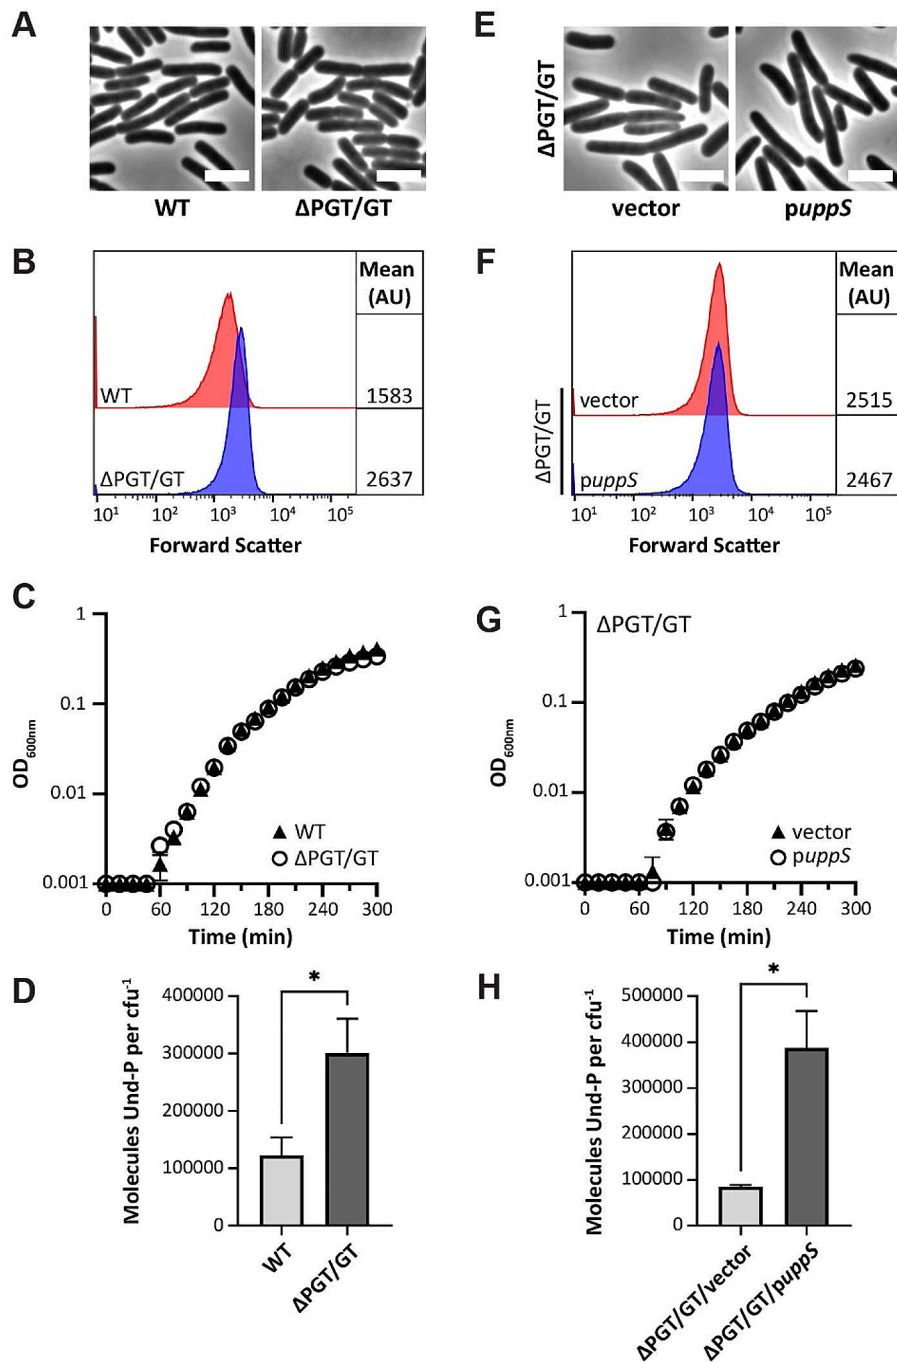 A
WT
ΔPGT/GT
B
Mean
(AU)
WT
1583
ΔPGT/GT
2637
10¹ 10² 10³ 10⁴ 10⁵
Forward Scatter
C
1
0.1
0.01
0.001
OD600nm
WT
ΔPGT/GT
0 60 120 180 240 300
Time (min)
D
*
400000
300000
200000
100000
0
Molecules Und-P per cfu⁻¹
WT
ΔPGT/GT
E
ΔPGT/GT
vector
puppS
F
Mean
(AU)
ΔPGT/GT
vector
2515
puppS
2467
10¹ 10² 10³ 10⁴ 10⁵
Forward Scatter
G
ΔPGT/GT
1
0.1
0.01
0.001
OD600nm
vector
puppS
0 60 120 180 240 300
Time (min)
H
*
500000
400000
300000
200000
100000
0
Molecules Und-P per cfu⁻¹
ΔPGT/GT/vector
ΔPGT/GT/puppS